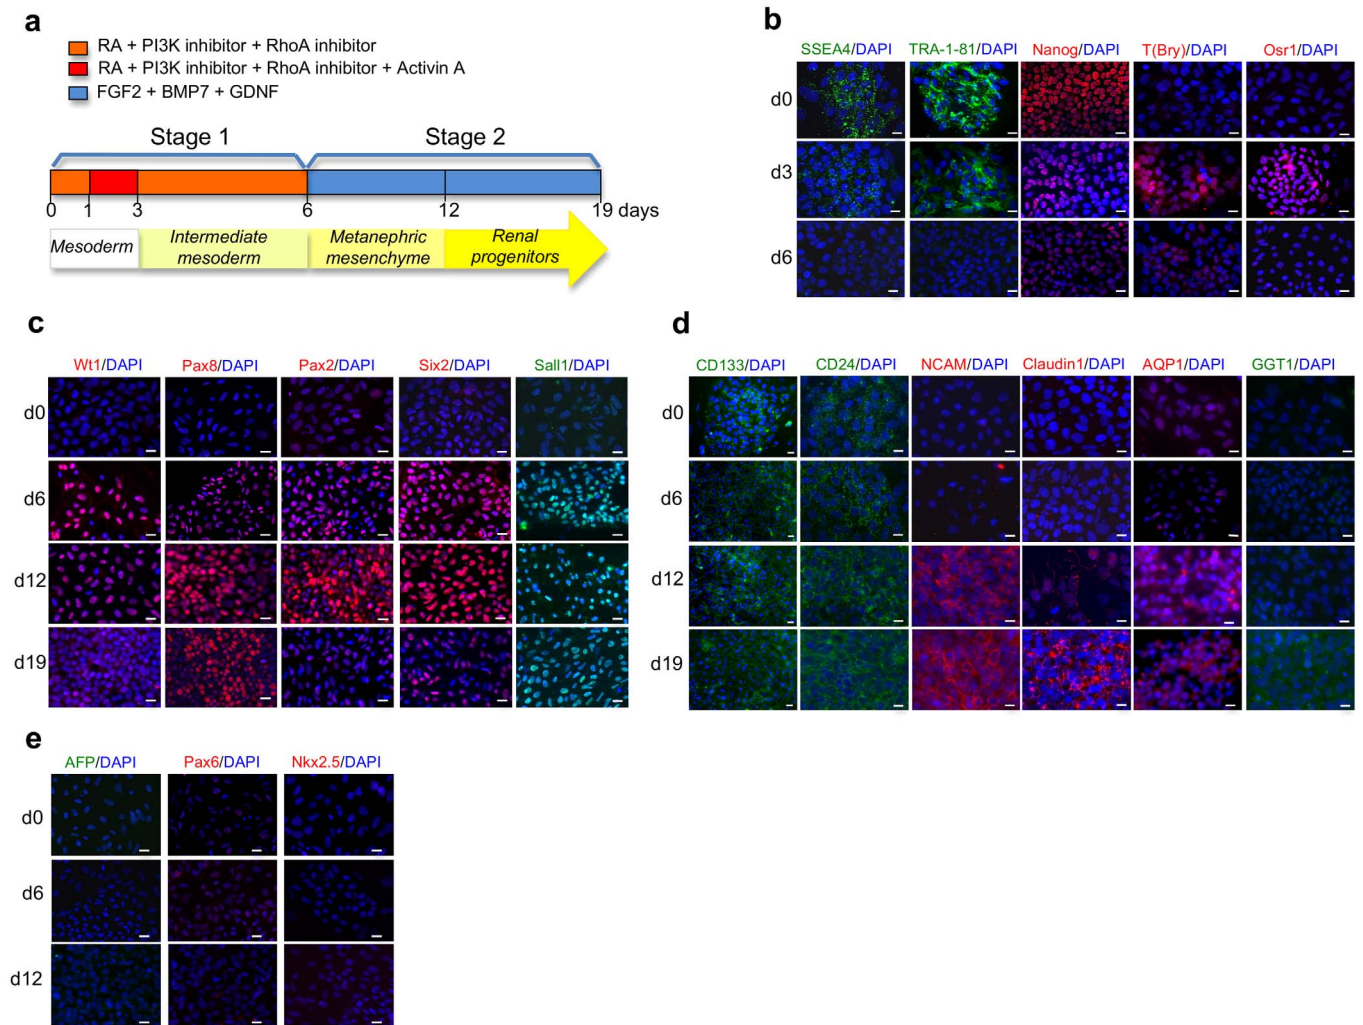 a
RA + PI3K inhibitor + RhoA inhibitor
RA + PI3K inhibitor + RhoA inhibitor + Activin A
FGF2 + BMP7 + GDNF
Stage 1
Stage 2
0 1 3 6 12 19 days
Mesoderm
Intermediate
mesoderm
Metanephric
mesenchyme
Renal
progenitors
b
SSEA4/DAPI TRA-1-81/DAPI Nanog/DAPI T(Bry)/DAPI Osr1/DAPI
d0
d3
d6
c
Wt1/DAPI Pax8/DAPI Pax2/DAPI Six2/DAPI Sall1/DAPI
d0
d6
d12
d19
d
CD133/DAPI CD24/DAPI NCAM/DAPI Claudin1/DAPI AQP1/DAPI GGT1/DAPI
d0
d6
d12
d19
e
AFP/DAPI Pax6/DAPI Nkx2.5/DAPI
d0
d6
d12